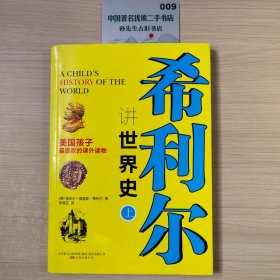 009
中国著名旅游二手书店
孙先生古旧书店
A CHILD'S
HISTORY OF THE
WORLD
希利尔
讲
世界史
上
美国孩子
最喜欢的课外读物